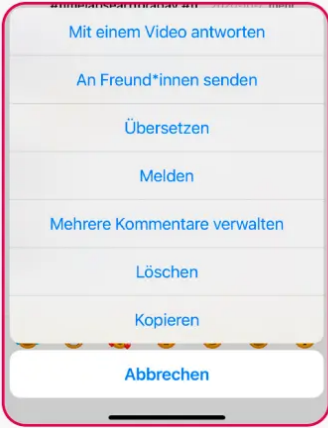 Mit einem Video antworten
An Freund*innen senden
Übersetzen
Melden
Mehrere Kommentare verwalten
Löschen
Kopieren
Abbrechen